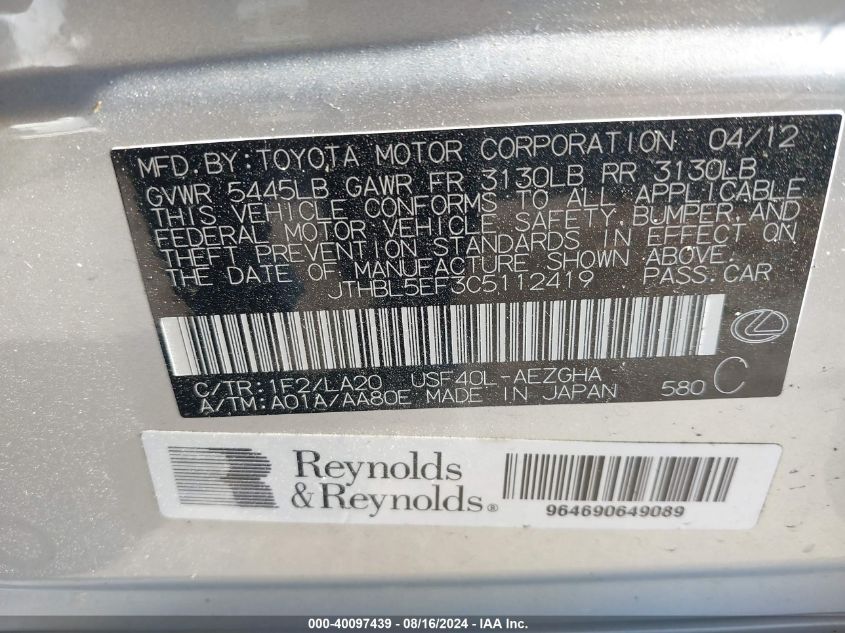 MFD. BY: TOYOTA MOTOR CORPORATION 04/12
GVWR 5445LB GAWR FR 3130LB RR 3130LB
THIS VEHICLE CONFORMS TO ALL APPLICABLE
FEDERAL MOTOR VEHICLE SAFETY, BUMPER, AND
THEFT PREVENTION STANDARDS IN EFFECT ON
THE DATE OF MANUFACTURE SHOWN ABOVE.
JTHBL5EF3C5112419 PASS. CAR
C/TR: 1F2/LA20 USF40L-AEZGHA
A/TM: A01A/AA80E MADE IN JAPAN 580 C
Reynolds
& Reynolds®
964690649089
000-40097439 - 08/16/2024 - IAA Inc.